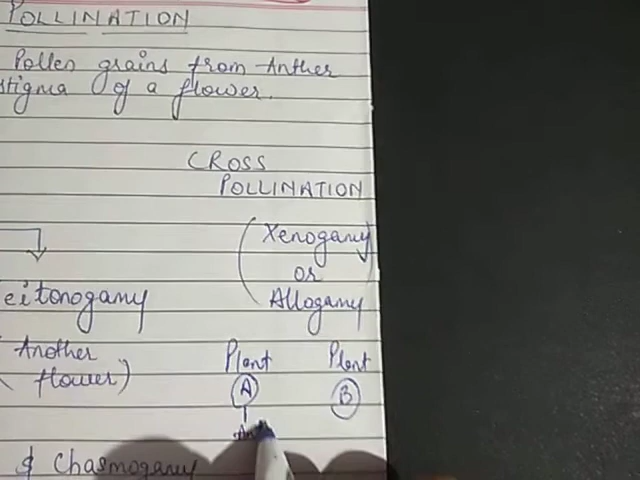 POLLINATION
Pollen grains from Anther
stigma of a flower.
CROSS
POLLINATION
(Xenogamy
or
Allogamy)
eitonogamy
(Another
flower)
Plant Plant
A B
& Chasmogamy